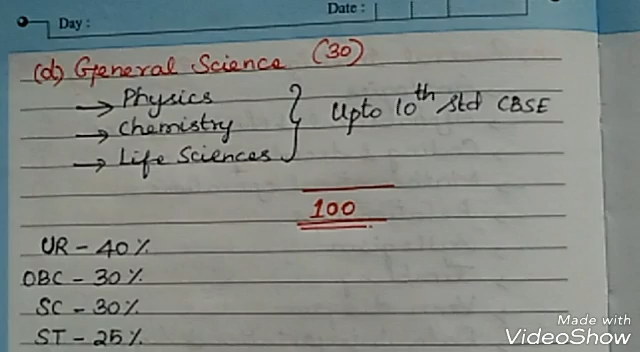 Date :
Day :
(d) General Science (30)
→ Physics
→ Chemistry
→ Life Sciences } Upto 10th std CBSE
100
UR - 40 %.
OBC - 30 %.
SC - 30 %.
ST - 25 %.
Made with
VideoShow